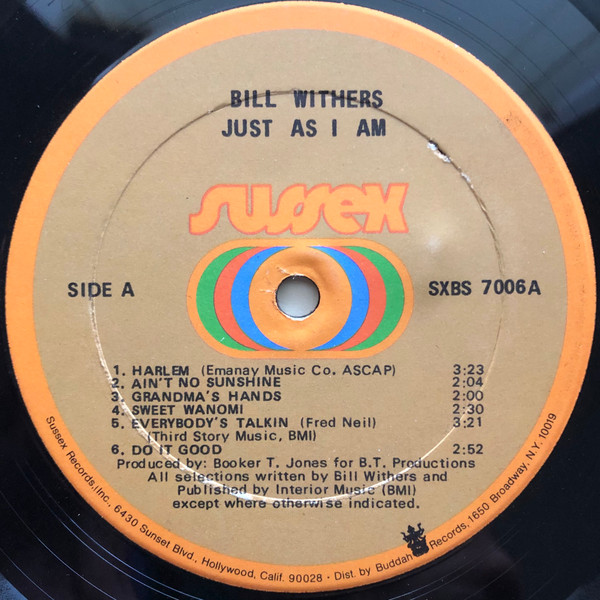 BILL WITHERS
JUST AS I AM
sussex
SIDE A
SXBS 7006A
1. HARLEM (Emanay Music Co. ASCAP) 3:23
2. AIN'T NO SUNSHINE 2:04
3. GRANDMA'S HANDS 2:00
4. SWEET WANOMI 2:30
5. EVERYBODY'S TALKIN (Fred Neil) 3:21
(Third Story Music, BMI)
6. DO IT GOOD 2:52
Produced by: Booker T. Jones for B.T. Productions
All selections written by Bill Withers and
Published by Interior Music (BMI)
except where otherwise indicated.
Sussex Records, Inc., 6430 Sunset Blvd., Hollywood, Calif. 90028 · Dist. by Buddah Records, 1650 Broadway, N.Y. 10019